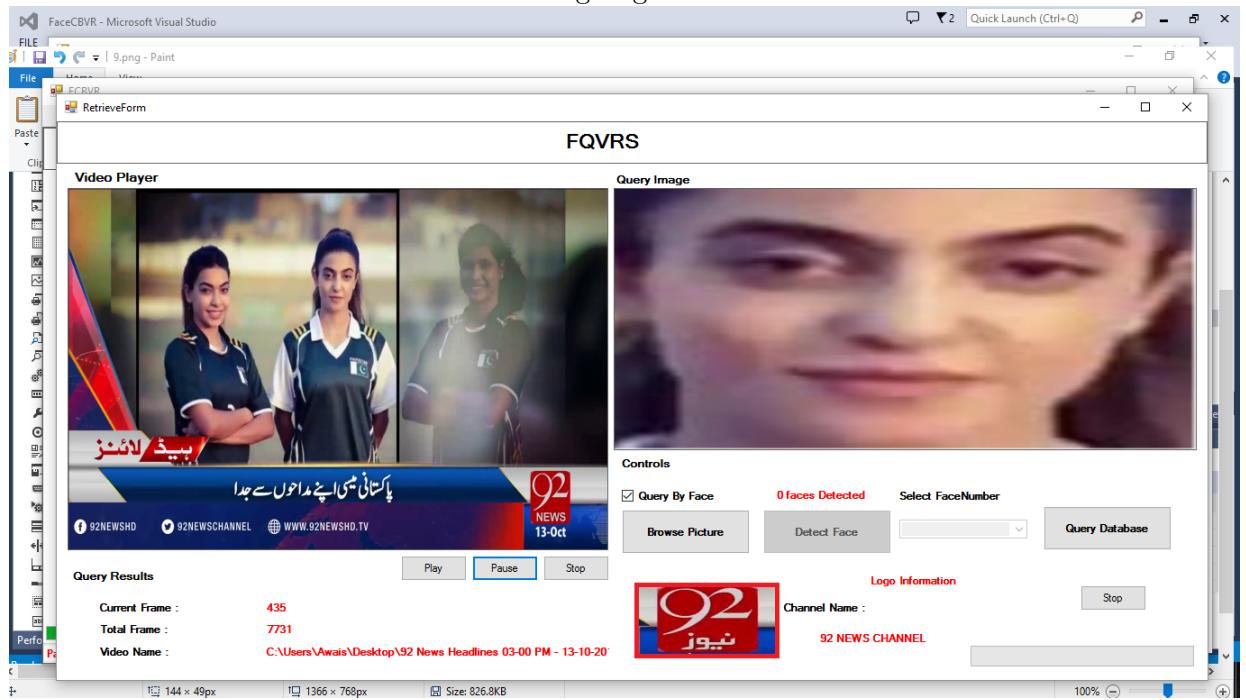 FaceCBVR - Microsoft Visual Studio
2
Quick Launch (Ctrl+Q)
FILE
9.png - Paint
File
Home
View
FCBVR
RetrieveForm
Paste
FQVRS
Video Player
Query Image
ہیڈ لائنز
پاکستانی میسی اپنے مداحوں سے جدا
92
NEWS
13-Oct
92NEWSHD
92NEWSCHANNEL
WWW.92NEWSHD.TV
Controls
Query By Face
0 faces Detected
Select FaceNumber
Browse Picture
Detect Face
Query Database
Play
Pause
Stop
Query Results
Current Frame :
435
Total Frame :
7731
Video Name :
C:\Users\Awais\Desktop\92 News Headlines 03-00 PM - 13-10-20
Logo Information
92
نیوز
Channel Name :
92 NEWS CHANNEL
Stop
144 × 49px
1366 × 768px
Size: 826.8KB
100%